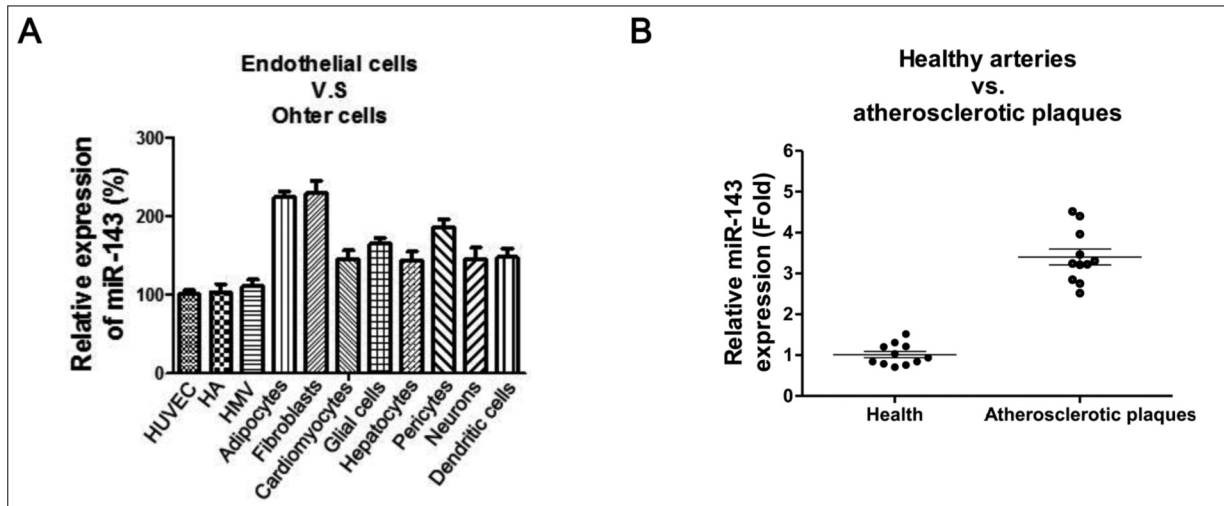 A
Endothelial cells
V.S
Ohter cells
Relative expression
of miR-143 (%)
300
200
100
0
HUVEC
HA
HMV
Adipocytes
Fibroblasts
Cardiomyocytes
Glial cells
Hepatocytes
Pericytes
Neurons
Dendritic cells
B
Healthy arteries
vs.
atherosclerotic plaques
Relative miR-143
expression (Fold)
6
5
4
3
2
1
0
Health
Atherosclerotic plaques